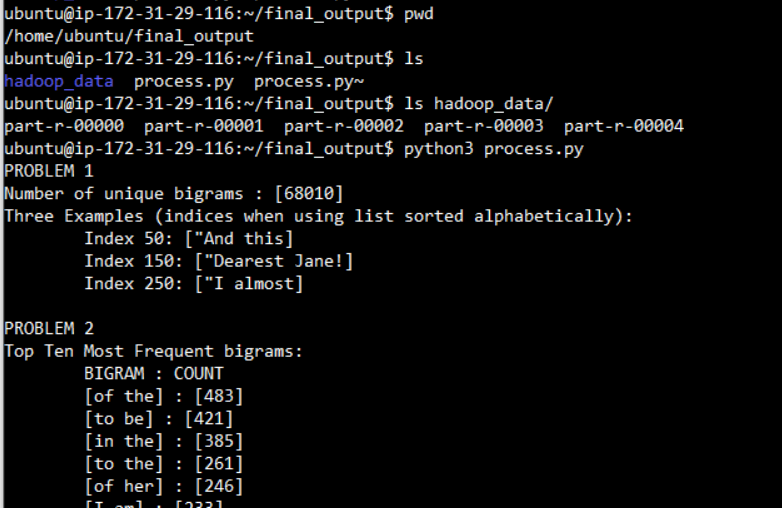 ubuntu@ip-172-31-29-116:~/final_output$ pwd
/home/ubuntu/final_output
ubuntu@ip-172-31-29-116:~/final_output$ ls
hadoop_data  process.py  process.py~
ubuntu@ip-172-31-29-116:~/final_output$ ls hadoop_data/
part-r-00000  part-r-00001  part-r-00002  part-r-00003  part-r-00004
ubuntu@ip-172-31-29-116:~/final_output$ python3 process.py
PROBLEM 1
Number of unique bigrams : [68010]
Three Examples (indices when using list sorted alphabetically):
        Index 50: ["And this]
        Index 150: ["Dearest Jane!]
        Index 250: ["I almost]

PROBLEM 2
Top Ten Most Frequent bigrams:
        BIGRAM : COUNT
        [of the] : [483]
        [to be] : [421]
        [in the] : [385]
        [to the] : [261]
        [of her] : [246]
        [I am] : [233]